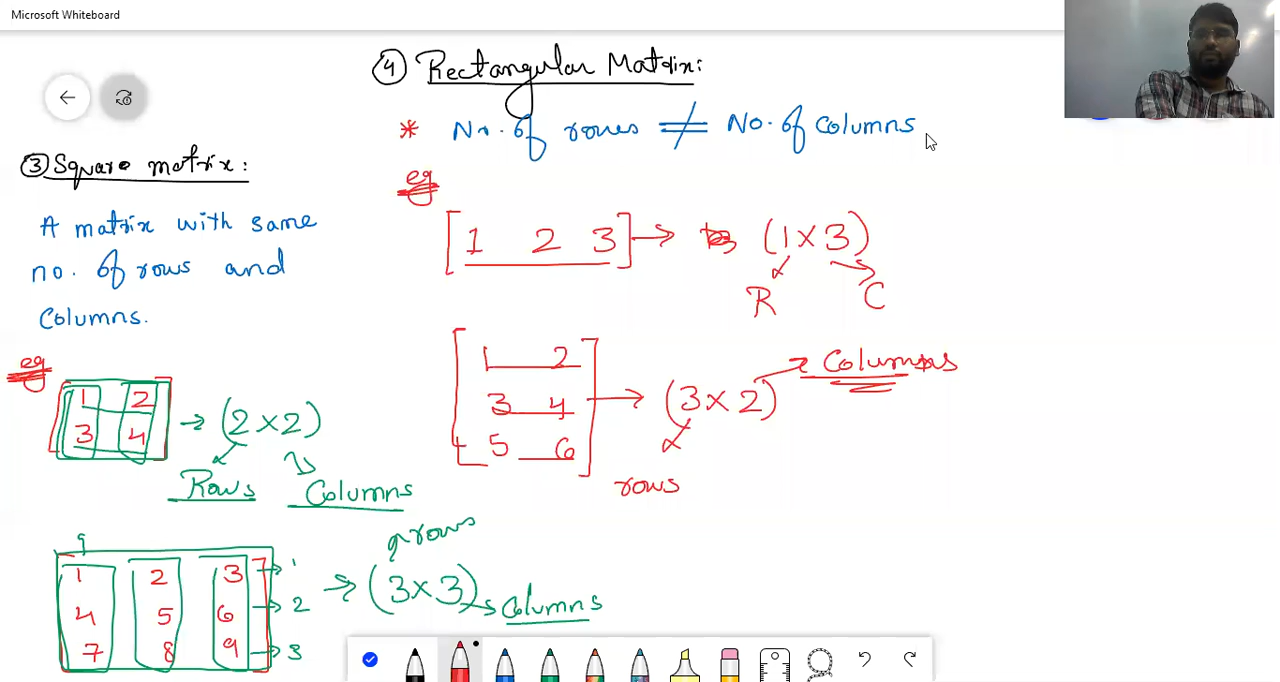 Microsoft Whiteboard
③ Square matrix:
A matrix with same
no. of rows and
Columns.
eg
1 2
3 4
→ (2 × 2)
Rows Columns
1 2 3 → 1
4 5 6 → 2
7 8 9 → 3
→ (3 × 3)
rows
Columns
④ Rectangular Matrix:
* No. of rows ≠ No. of columns
eg
[1 2 3] → (1 × 3)
R C
1 2
3 4
5 6
→ (3 × 2)
Columns
rows